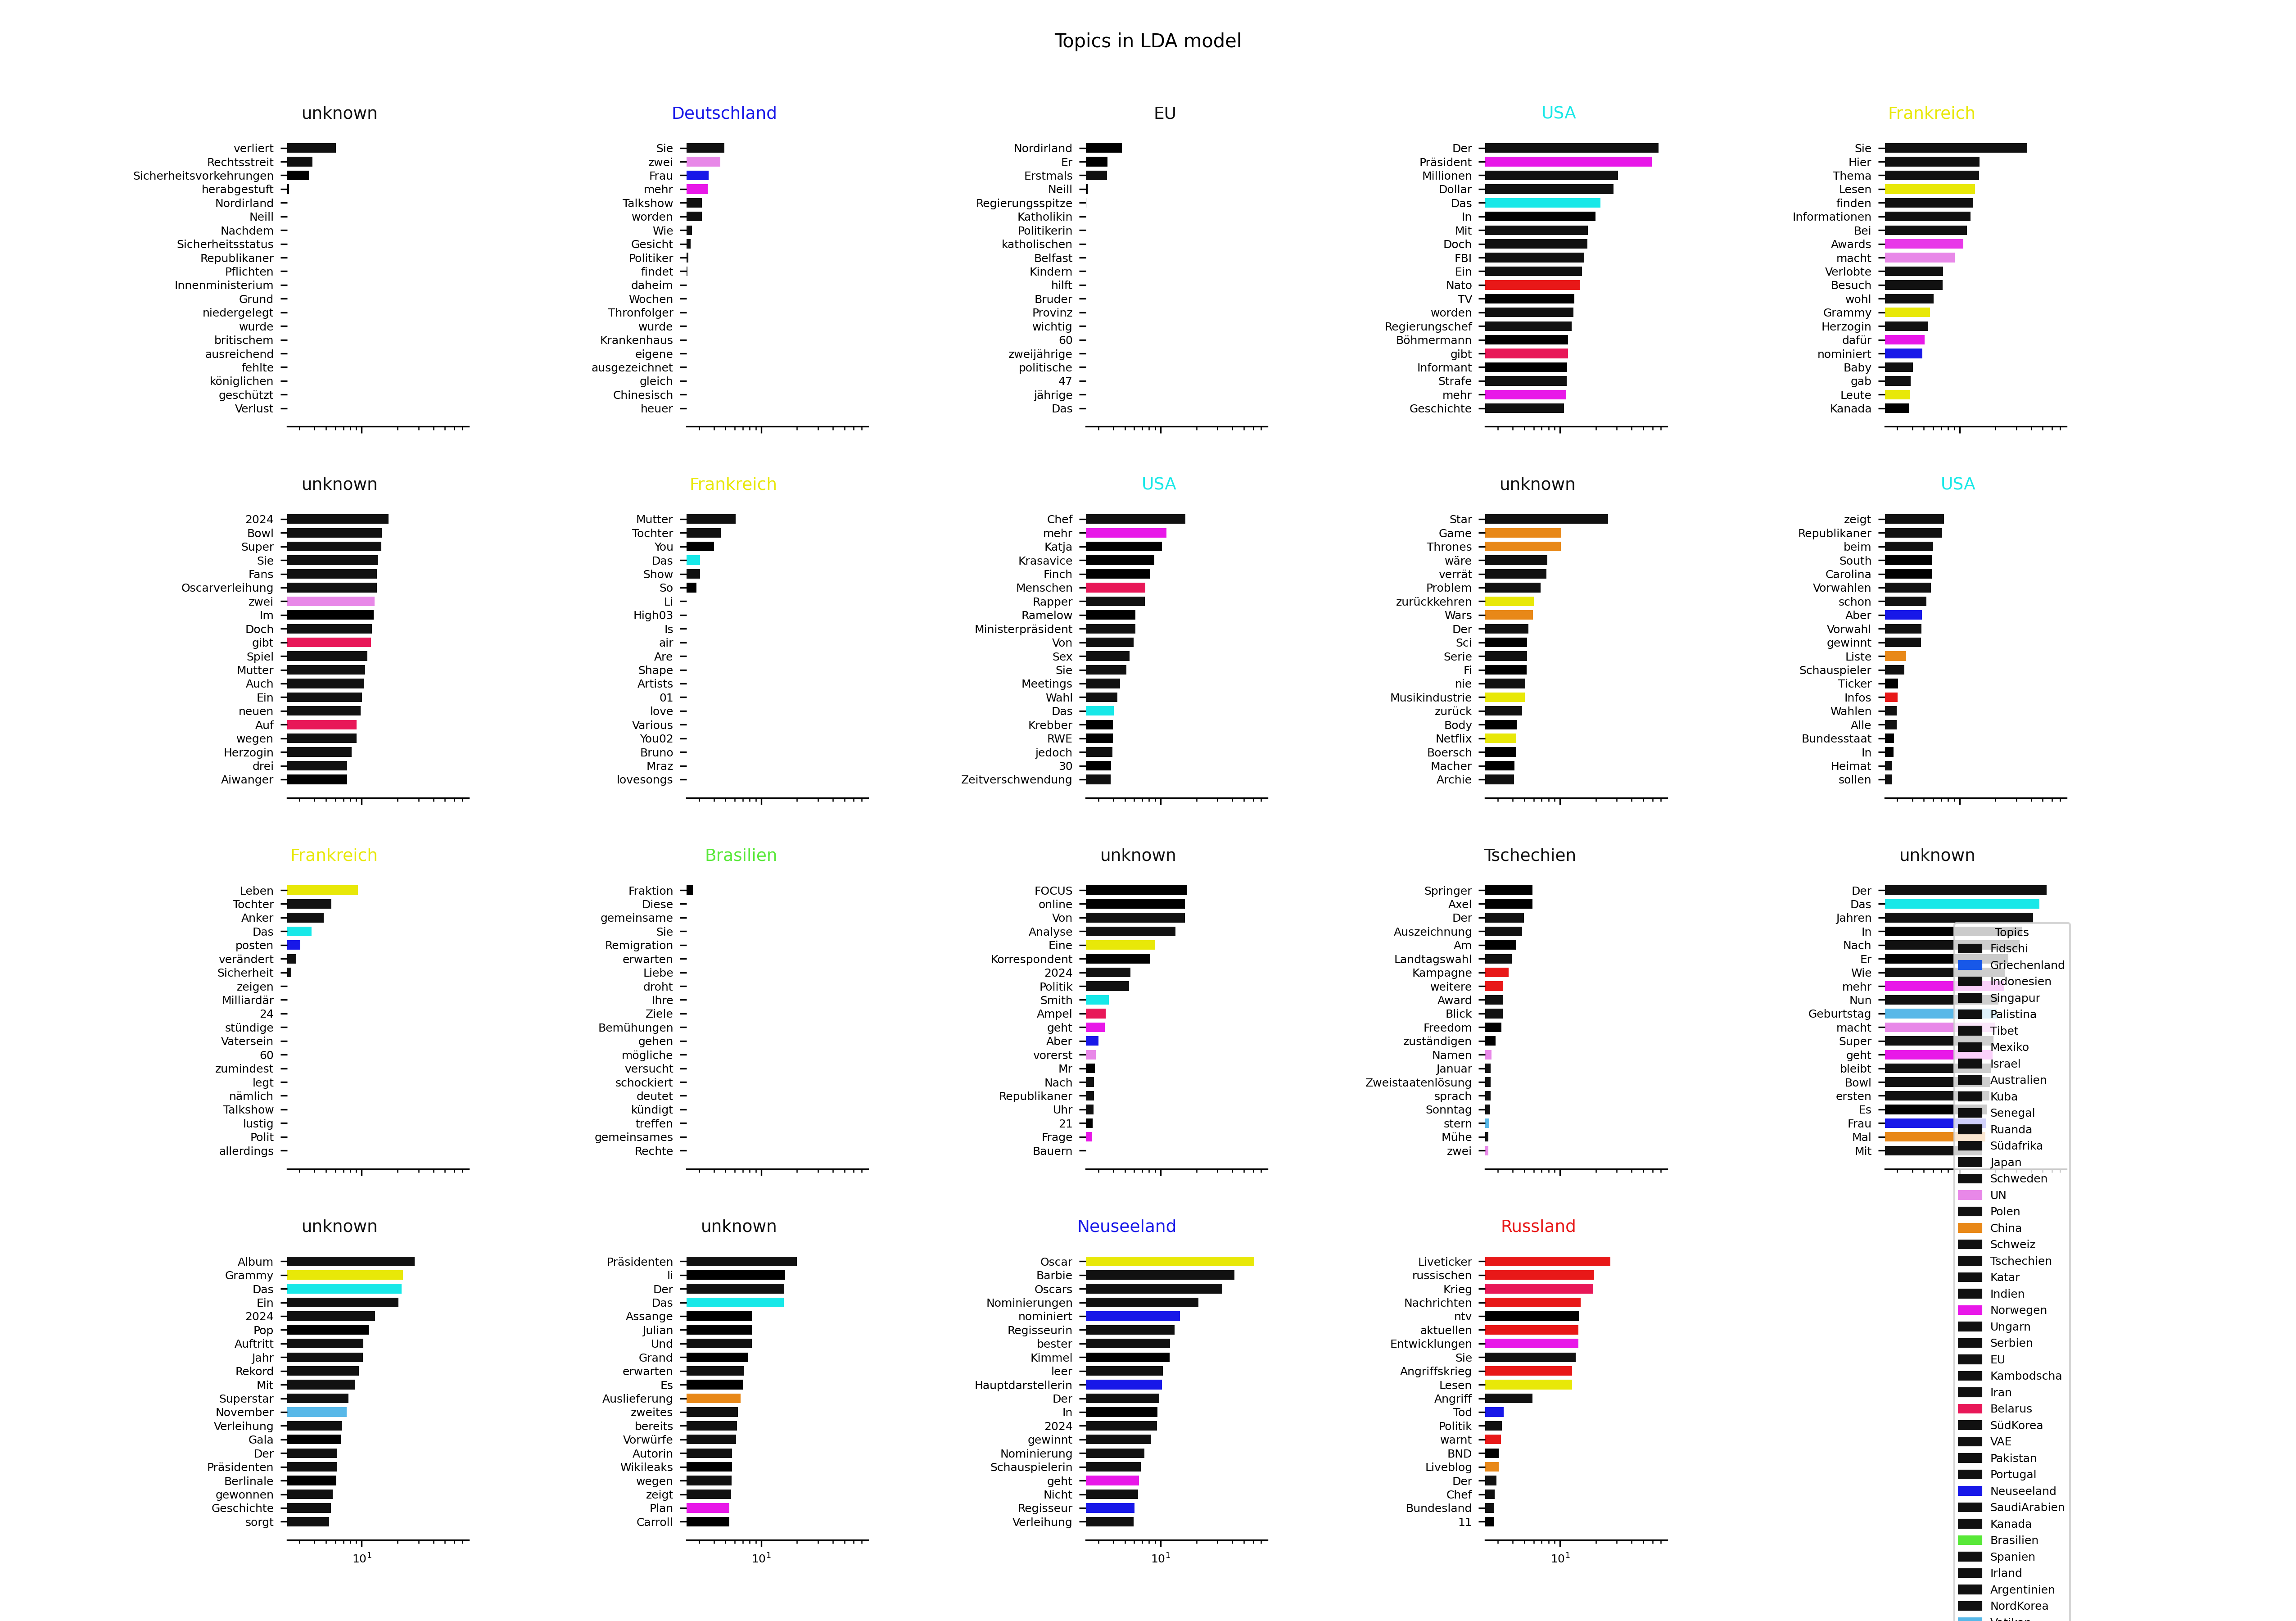 Topics in LDA model
unknown
verliert
Rechtsstreit
Sicherheitsvorkehrungen
herabgestuft
Nordirland
Neill
Nachdem
Sicherheitsstatus
Republikaner
Pflichten
Innenministerium
Grund
niedergelegt
wurde
britischem
ausreichend
fehlte
königlichen
geschützt
Verlust
Deutschland
Sie
zwei
Frau
mehr
Talkshow
worden
Wie
Gesicht
Politiker
findet
daheim
Wochen
Thronfolger
wurde
Krankenhaus
eigene
ausgezeichnet
gleich
Chinesisch
heuer
EU
Nordirland
Er
Erstmals
Neill
Regierungsspitze
Katholikin
Politikerin
katholischen
Belfast
Kindern
hilft
Bruder
Provinz
wichtig
60
zweijährige
politische
47
jährige
Das
USA
Der
Präsident
Millionen
Dollar
Das
In
Mit
Doch
FBI
Ein
Nato
TV
worden
Regierungschef
Böhmermann
gibt
Informant
Strafe
mehr
Geschichte
Frankreich
Sie
Hier
Thema
Lesen
finden
Informationen
Bei
Awards
macht
Verlobte
Besuch
wohl
Grammy
Herzogin
dafür
nominiert
Baby
gab
Leute
Kanada
unknown
2024
Bowl
Super
Sie
Fans
Oscarverleihung
zwei
Im
Doch
gibt
Spiel
Mutter
Auch
Ein
neuen
Auf
wegen
Herzogin
drei
Aiwanger
Frankreich
Mutter
Tochter
You
Das
Show
So
Li
High03
Is
air
Are
Shape
Artists
01
love
Various
You02
Bruno
Mraz
lovesongs
USA
Chef
mehr
Katja
Krasavice
Finch
Menschen
Rapper
Ramelow
Ministerpräsident
Von
Sex
Sie
Meetings
Wahl
Das
Krebber
RWE
jedoch
30
Zeitverschwendung
unknown
Star
Game
Thrones
wäre
verrät
Problem
zurückkehren
Wars
Der
Sci
Serie
Fi
nie
Musikindustrie
zurück
Body
Netflix
Boersch
Macher
Archie
USA
zeigt
Republikaner
beim
South
Carolina
Vorwahlen
schon
Aber
Vorwahl
gewinnt
Liste
Schauspieler
Ticker
Infos
Wahlen
Alle
Bundesstaat
In
Heimat
sollen
Frankreich
Leben
Tochter
Anker
Das
posten
verändert
Sicherheit
zeigen
Milliardär
24
stündige
Vatersein
60
zumindest
legt
nämlich
Talkshow
lustig
Polit
allerdings
Brasilien
Fraktion
Diese
gemeinsame
Sie
Remigration
erwarten
Liebe
droht
Ihre
Ziele
Bemühungen
gehen
mögliche
versucht
schockiert
deutet
kündigt
treffen
gemeinsames
Rechte
unknown
FOCUS
online
Von
Analyse
Eine
Korrespondent
2024
Politik
Smith
Ampel
geht
Aber
vorerst
Mr
Nach
Republikaner
Uhr
21
Frage
Bauern
Tschechien
Springer
Axel
Der
Auszeichnung
Am
Landtagswahl
Kampagne
weitere
Award
Blick
Freedom
zuständigen
Namen
Januar
Zweistaatenlösung
sprach
Sonntag
stern
Mühe
zwei
unknown
Der
Das
Jahren
In
Nach
Er
Wie
mehr
Nun
Geburtstag
macht
Super
geht
bleibt
Bowl
ersten
Es
Frau
Mal
Mit
unknown
Album
Grammy
Das
Ein
2024
Pop
Auftritt
Jahr
Rekord
Mit
Superstar
November
Verleihung
Gala
Der
Präsidenten
Berlinale
gewonnen
Geschichte
sorgt
10¹
unknown
Präsidenten
li
Der
Das
Assange
Julian
Und
Grand
erwarten
Es
Auslieferung
zweites
bereits
Vorwürfe
Autorin
Wikileaks
wegen
zeigt
Plan
Carroll
10¹
Neuseeland
Oscar
Barbie
Oscars
Nominierungen
nominiert
Regisseurin
bester
Kimmel
leer
Hauptdarstellerin
Der
In
2024
gewinnt
Nominierung
Schauspielerin
geht
Nicht
Regisseur
Verleihung
10¹
Russland
Liveticker
russischen
Krieg
Nachrichten
ntv
aktuellen
Entwicklungen
Sie
Angriffskrieg
Lesen
Angriff
Tod
Politik
warnt
BND
Liveblog
Der
Chef
Bundesland
11
10¹
Topics
Fidschi
Griechenland
Indonesien
Singapur
Palistina
Tibet
Mexiko
Israel
Australien
Kuba
Senegal
Ruanda
Südafrika
Japan
Schweden
UN
Polen
China
Schweiz
Tschechien
Katar
Indien
Norwegen
Ungarn
Serbien
EU
Kambodscha
Iran
Belarus
SüdKorea
VAE
Pakistan
Portugal
Neuseeland
SaudiArabien
Kanada
Brasilien
Spanien
Irland
Argentinien
NordKorea